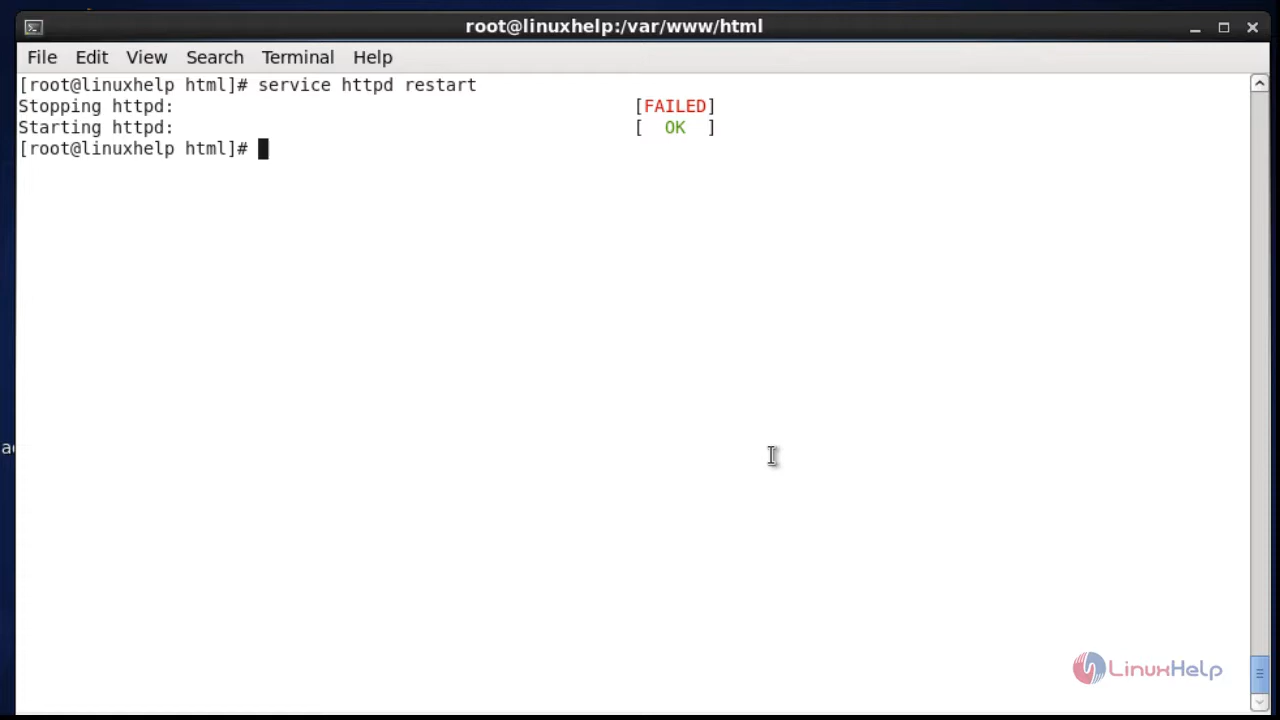 root@linuxhelp:/var/www/html
File Edit View Search Terminal Help
[root@linuxhelp html]# service httpd restart
Stopping httpd: [FAILED]
Starting httpd: [ OK ]
[root@linuxhelp html]#
LinuxHelp